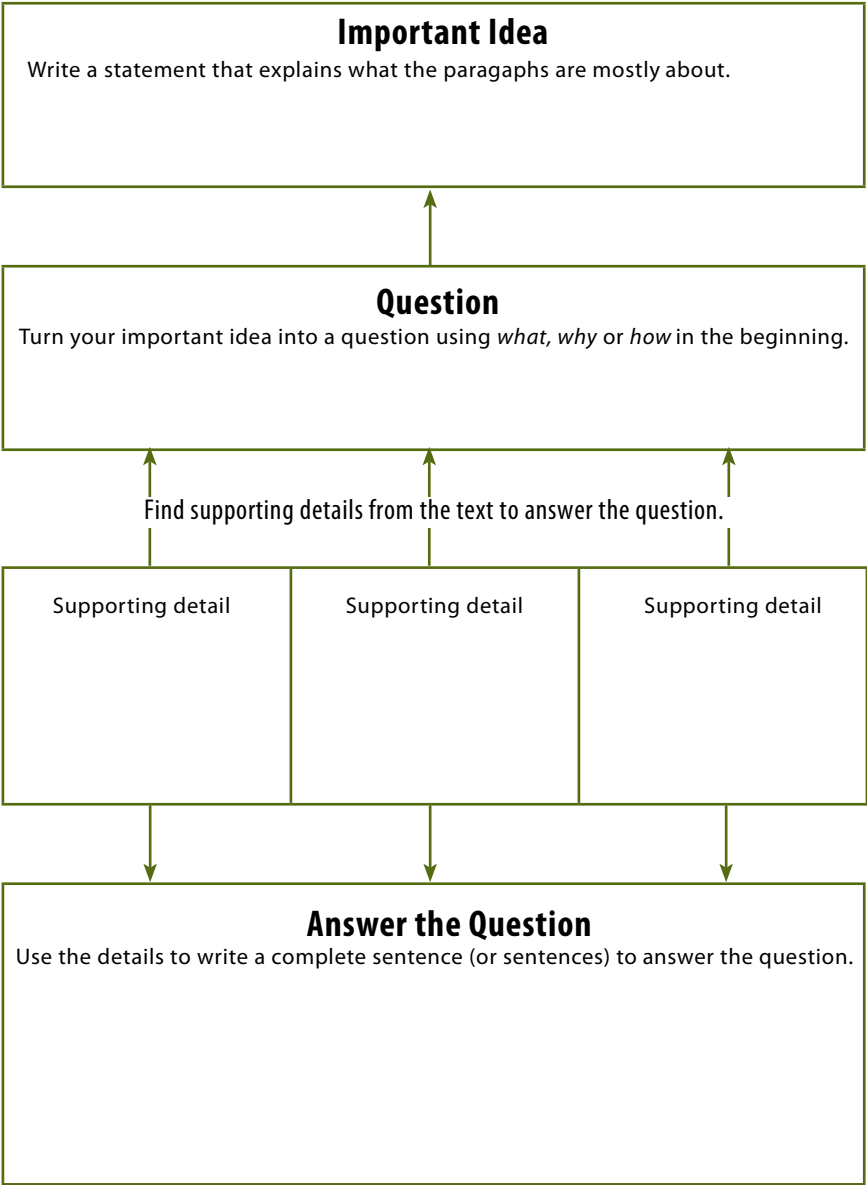 Important Idea
Write a statement that explains what the paragaphs are mostly about.
Question
Turn your important idea into a question using what, why or how in the beginning.
Find supporting details from the text to answer the question.
Supporting detail
Supporting detail
Supporting detail
Answer the Question
Use the details to write a complete sentence (or sentences) to answer the question.